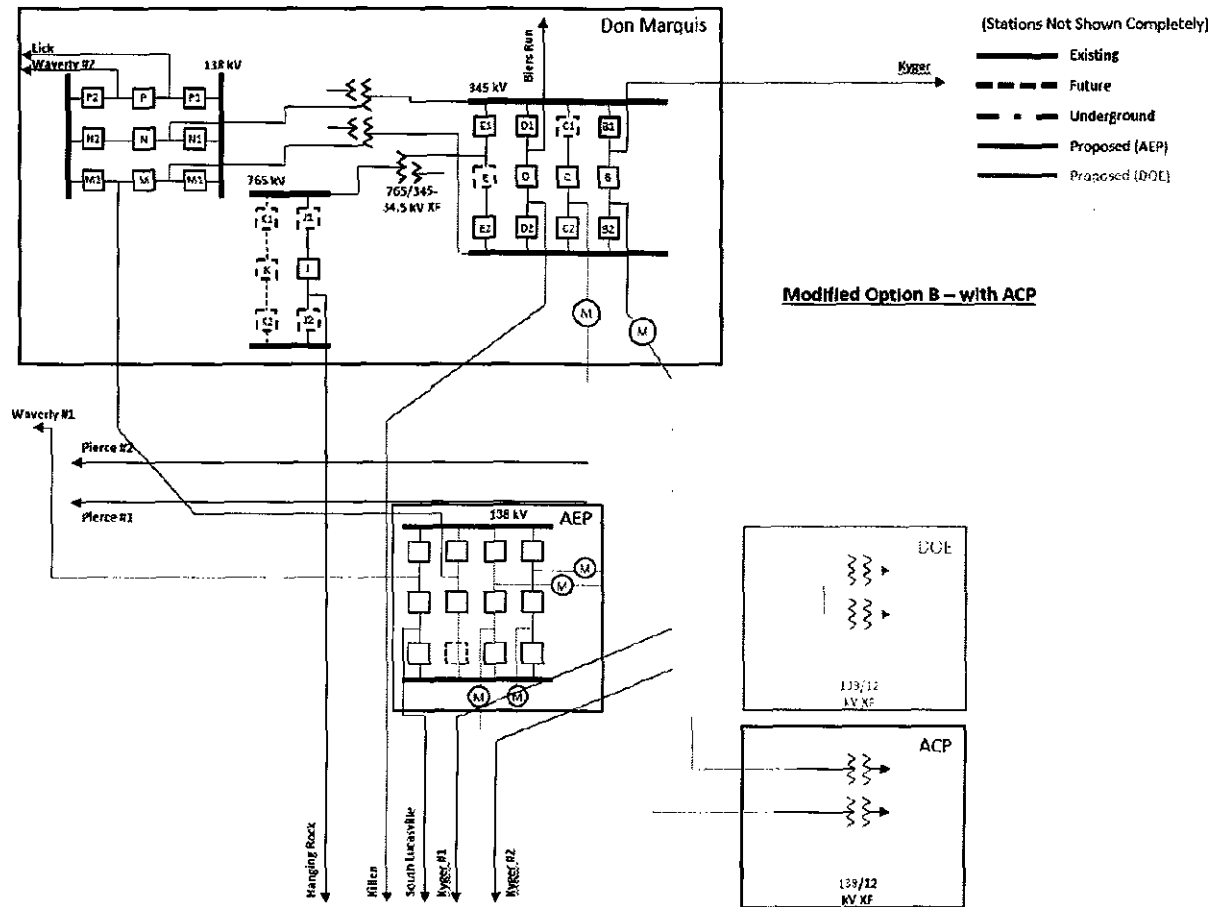 Don Marquis
(Stations Not Shown Completely)
Existing
Future
Underground
Proposed (AEP)
Proposed (DOE)
Lick
Waverly #2
138 kV
P2
P
P1
N2
N
N1
M2
M
M1
Biers Run
Kyger
345 kV
E1
D1
C1
B1
E
D
C
B
E2
D2
C2
B2
765 kV
765/345-
34.5 kV XF
K1
J1
K
J
K2
J2
M
M
Modified Option B – with ACP
Waverly #1
Pierce #2
Pierce #1
138 kV
AEP
M
M
M
M
DOE
138/12
KV XF
ACP
138/12
KV XF
Hanging Rock
Killen
South Lucasville
Kyger #1
Kyger #2